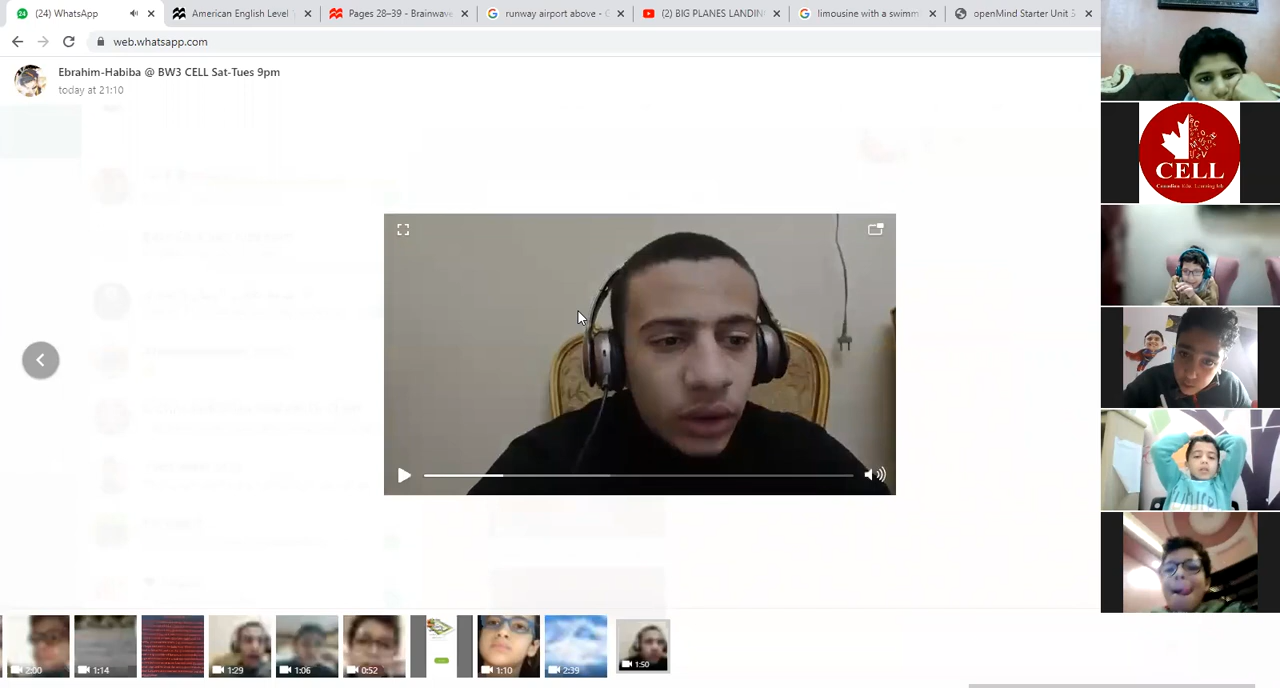 (24) WhatsApp
American English Level
Pages 28–39 - Brainwave
runway airport above - G
(2) BIG PLANES LANDIN
limousine with a swimm
openMind Starter Unit
web.whatsapp.com
Ebrahim-Habiba @ BW3 CELL Sat-Tues 9pm
today at 21:10
CELL
2:00
1:14
1:29
1:06
0:52
1:10
2:39
1:50